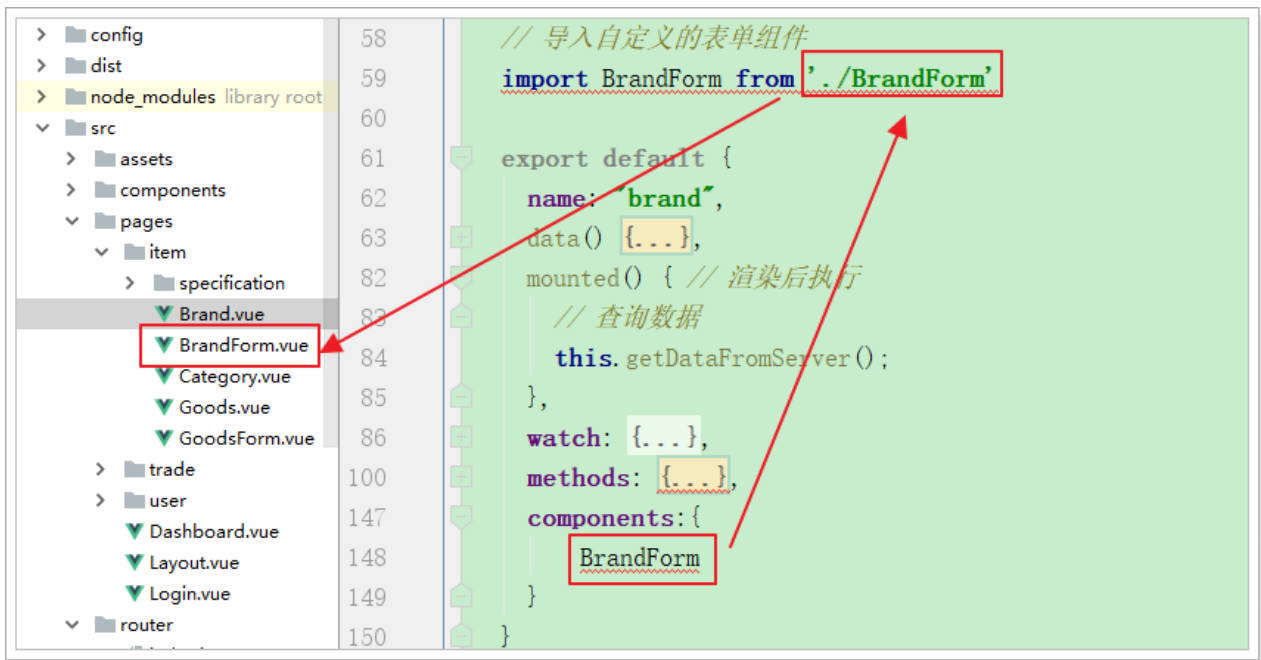 config
dist
node_modules library root
src
assets
components
pages
item
specification
Brand.vue
BrandForm.vue
Category.vue
Goods.vue
GoodsForm.vue
trade
user
Dashboard.vue
Layout.vue
Login.vue
router
58 // 导入自定义的表单组件
59 import BrandForm from './BrandForm'
60
61 export default {
62 name: "brand",
63 data() {...},
82 mounted() { // 渲染后执行
83 // 查询数据
84 this.getDataFromServer();
85 },
86 watch: {...},
100 methods: {...},
147 components:{
148 BrandForm
149 }
150 }